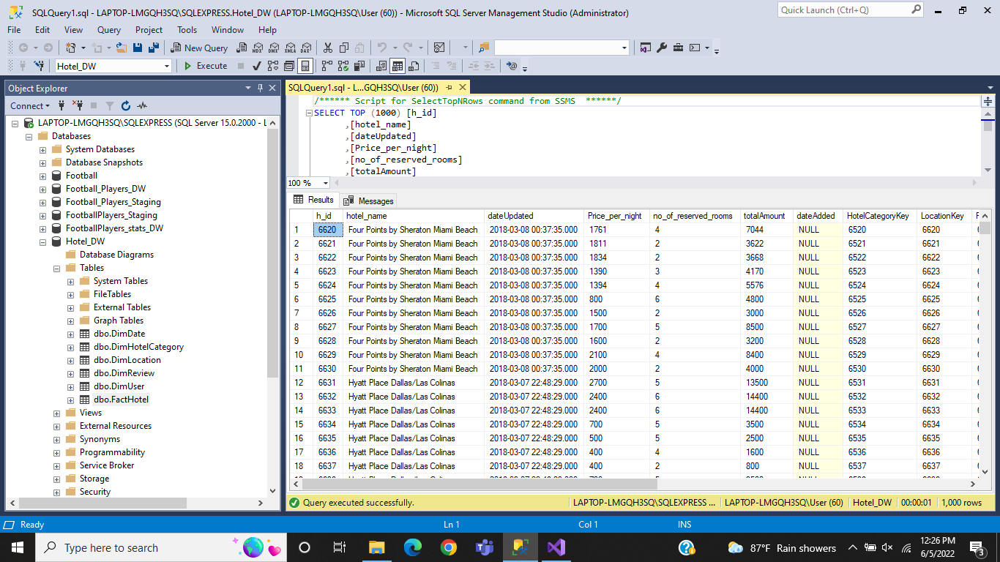 SQLQuery1.sql - LAPTOP-LMGQH3SQ\SQLEXPRESS.Hotel_DW (LAPTOP-LMGQH3SQ\User (60)) - Microsoft SQL Server Management Studio (Administrator)
Quick Launch (Ctrl+Q)
File Edit View Query Project Tools Window Help
New Query MDX DMX XMLA DAX
Hotel_DW Execute
Object Explorer
Connect
LAPTOP-LMGQH3SQ\SQLEXPRESS (SQL Server 15.0.2000 - L
Databases
System Databases
Database Snapshots
Football
Football_Players_DW
Football_Players_Staging
FootballPlayers_Staging
FootballPlayers_stats_DW
Hotel_DW
Database Diagrams
Tables
System Tables
FileTables
External Tables
Graph Tables
dbo.DimDate
dbo.DimHotelCategory
dbo.DimLocation
dbo.DimReview
dbo.DimUser
dbo.FactHotel
Views
External Resources
Synonyms
Programmability
Service Broker
Storage
Security
SQLQuery1.sql - L...GQH3SQ\User (60))
/****** Script for SelectTopNRows command from SSMS ******/
SELECT TOP (1000) [h_id]
,[hotel_name]
,[dateUpdated]
,[Price_per_night]
,[no_of_reserved_rooms]
,[totalAmount]
100 %
Results Messages
h_id hotel_name dateUpdated Price_per_night no_of_reserved_rooms totalAmount dateAdded HotelCategoryKey LocationKey
1 6620 Four Points by Sheraton Miami Beach 2018-03-08 00:37:35.000 1761 4 7044 NULL 6520 6620
2 6621 Four Points by Sheraton Miami Beach 2018-03-08 00:37:35.000 1811 2 3622 NULL 6521 6621
3 6622 Four Points by Sheraton Miami Beach 2018-03-08 00:37:35.000 1834 2 3668 NULL 6522 6622
4 6623 Four Points by Sheraton Miami Beach 2018-03-08 00:37:35.000 1390 3 4170 NULL 6523 6623
5 6624 Four Points by Sheraton Miami Beach 2018-03-08 00:37:35.000 1394 4 5576 NULL 6524 6624
6 6625 Four Points by Sheraton Miami Beach 2018-03-08 00:37:35.000 800 6 4800 NULL 6525 6625
7 6626 Four Points by Sheraton Miami Beach 2018-03-08 00:37:35.000 1500 2 3000 NULL 6526 6626
8 6627 Four Points by Sheraton Miami Beach 2018-03-08 00:37:35.000 1700 5 8500 NULL 6527 6627
9 6628 Four Points by Sheraton Miami Beach 2018-03-08 00:37:35.000 1600 2 3200 NULL 6528 6628
10 6629 Four Points by Sheraton Miami Beach 2018-03-08 00:37:35.000 2100 4 8400 NULL 6529 6629
11 6630 Four Points by Sheraton Miami Beach 2018-03-08 00:37:35.000 2000 2 4000 NULL 6530 6630
12 6631 Hyatt Place Dallas/Las Colinas 2018-03-07 22:48:29.000 2700 5 13500 NULL 6531 6631
13 6632 Hyatt Place Dallas/Las Colinas 2018-03-07 22:48:29.000 2400 6 14400 NULL 6532 6632
14 6633 Hyatt Place Dallas/Las Colinas 2018-03-07 22:48:29.000 2400 6 14400 NULL 6533 6633
15 6634 Hyatt Place Dallas/Las Colinas 2018-03-07 22:48:29.000 700 5 3500 NULL 6534 6634
16 6635 Hyatt Place Dallas/Las Colinas 2018-03-07 22:48:29.000 500 5 2500 NULL 6535 6635
17 6636 Hyatt Place Dallas/Las Colinas 2018-03-07 22:48:29.000 400 4 1600 NULL 6536 6636
18 6637 Hyatt Place Dallas/Las Colinas 2018-03-07 22:48:29.000 400 2 800 NULL 6537 6637
Query executed successfully. LAPTOP-LMGQH3SQ\SQLEXPRESS ... LAPTOP-LMGQH3SQ\User (60) Hotel_DW 00:00:01 1,000 rows
Ready Ln 1 Col 1 INS
Type here to search
87°F Rain showers
12:26 PM
6/5/2022
3